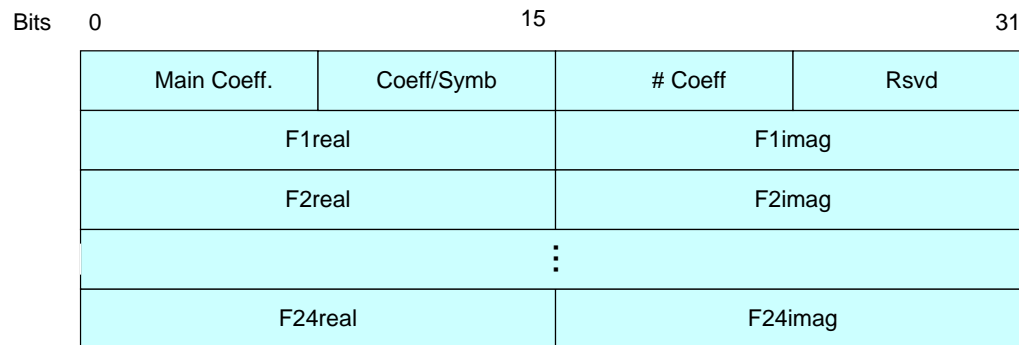 Bits 0 15 31
Main Coeff. Coeff/Symb # Coeff Rsvd
F1real F1imag
F2real F2imag
⋮
F24real F24imag